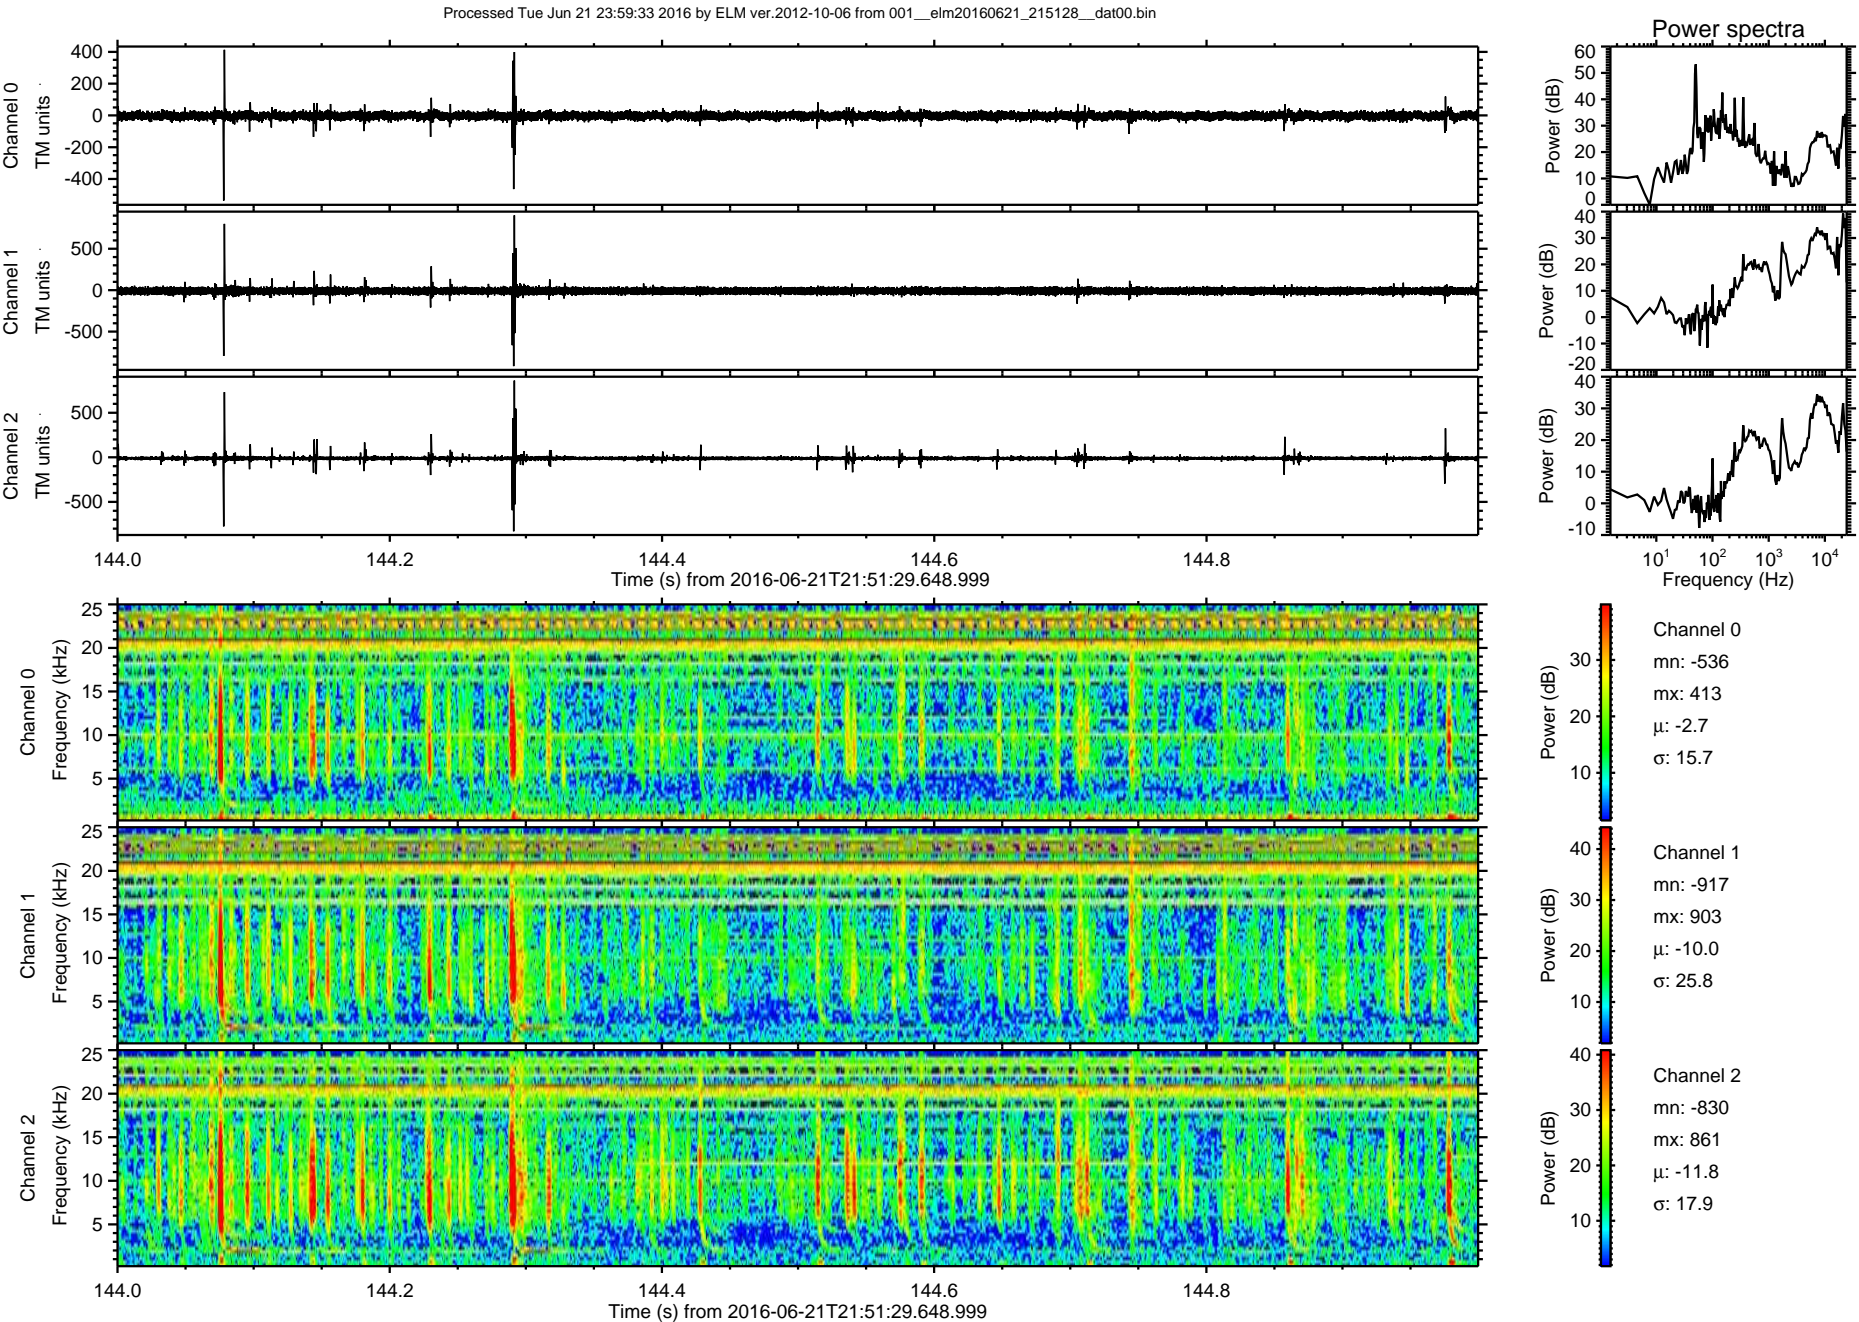 Processed Tue Jun 21 23:59:33 2016 by ELM ver.2012-10-06 from 001__elm20160621_215128__dat00.bin
Power spectra
Channel 0
TM units
400
200
0
-200
-400
Power (dB)
60
50
40
30
20
10
0
Channel 1
TM units
500
0
-500
Power (dB)
40
30
20
10
0
-10
-20
Channel 2
TM units
500
0
-500
Power (dB)
40
30
20
10
0
-10
144.0 144.2 144.4 144.6 144.8
Time (s) from 2016-06-21T21:51:29.648.999
10^1 10^2 10^3 10^4
Frequency (Hz)
Channel 0
Frequency (kHz)
25
20
15
10
5
Power (dB)
30
20
10
Channel 0
mn: -536
mx: 413
μ: -2.7
σ: 15.7
Channel 1
Frequency (kHz)
25
20
15
10
5
Power (dB)
40
30
20
10
Channel 1
mn: -917
mx: 903
μ: -10.0
σ: 25.8
Channel 2
Frequency (kHz)
25
20
15
10
5
Power (dB)
40
30
20
10
Channel 2
mn: -830
mx: 861
μ: -11.8
σ: 17.9
144.0 144.2 144.4 144.6 144.8
Time (s) from 2016-06-21T21:51:29.648.999